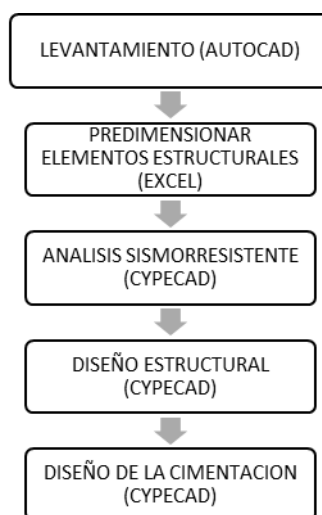 LEVANTAMIENTO (AUTOCAD)
PREDIMENSIONAR
ELEMENTOS ESTRUCTURALES
(EXCEL)
ANALISIS SISMORRESISTENTE
(CYPECAD)
DISEÑO ESTRUCTURAL
(CYPECAD)
DISEÑO DE LA CIMENTACION
(CYPECAD)